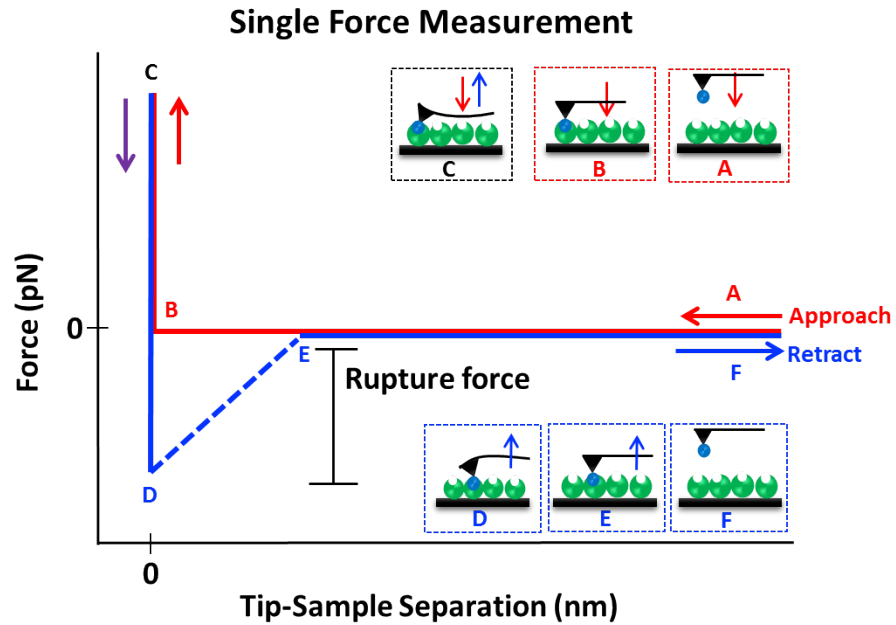 Single Force Measurement
C
C
B
A
Force (pN)
B
0
A
Approach
E
Retract
F
Rupture force
D
D
E
F
0
Tip-Sample Separation (nm)